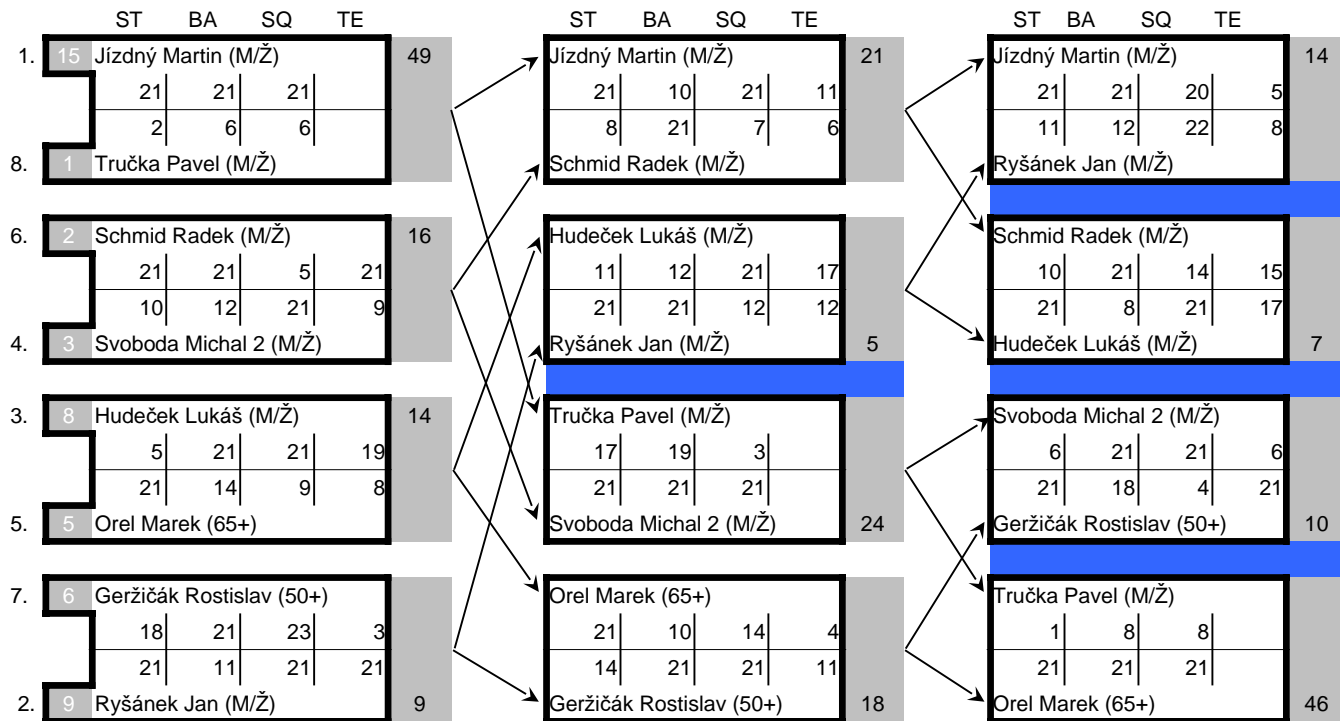 ST BA SQ TE ST BA SQ TE ST BA SQ TE
1. 15 Jízdný Martin (M/Ž) 49 Jízdný Martin (M/Ž) 21 Jízdný Martin (M/Ž) 14
21 21 21 21 10 21 11 21 21 20 5
2 6 6 8 21 7 6 11 12 22 8
8. 1 Tručka Pavel (M/Ž) Schmid Radek (M/Ž) Ryšánek Jan (M/Ž)
6. 2 Schmid Radek (M/Ž) 16 Hudeček Lukáš (M/Ž) Schmid Radek (M/Ž)
21 21 5 21 11 12 21 17 10 21 14 15
10 12 21 9 21 21 12 12 21 8 21 17
4. 3 Svoboda Michal 2 (M/Ž) Ryšánek Jan (M/Ž) 5 Hudeček Lukáš (M/Ž) 7
3. 8 Hudeček Lukáš (M/Ž) 14 Tručka Pavel (M/Ž) Svoboda Michal 2 (M/Ž)
5 21 21 19 17 19 3 6 21 21 6
21 14 9 8 21 21 21 21 18 4 21
5. 5 Orel Marek (65+) Svoboda Michal 2 (M/Ž) 24 Geržičák Rostislav (50+) 10
7. 6 Geržičák Rostislav (50+) Orel Marek (65+) Tručka Pavel (M/Ž)
18 21 23 3 21 10 14 4 1 8 8
21 11 21 21 14 21 21 11 21 21 21
2. 9 Ryšánek Jan (M/Ž) 9 Geržičák Rostislav (50+) 18 Orel Marek (65+) 46